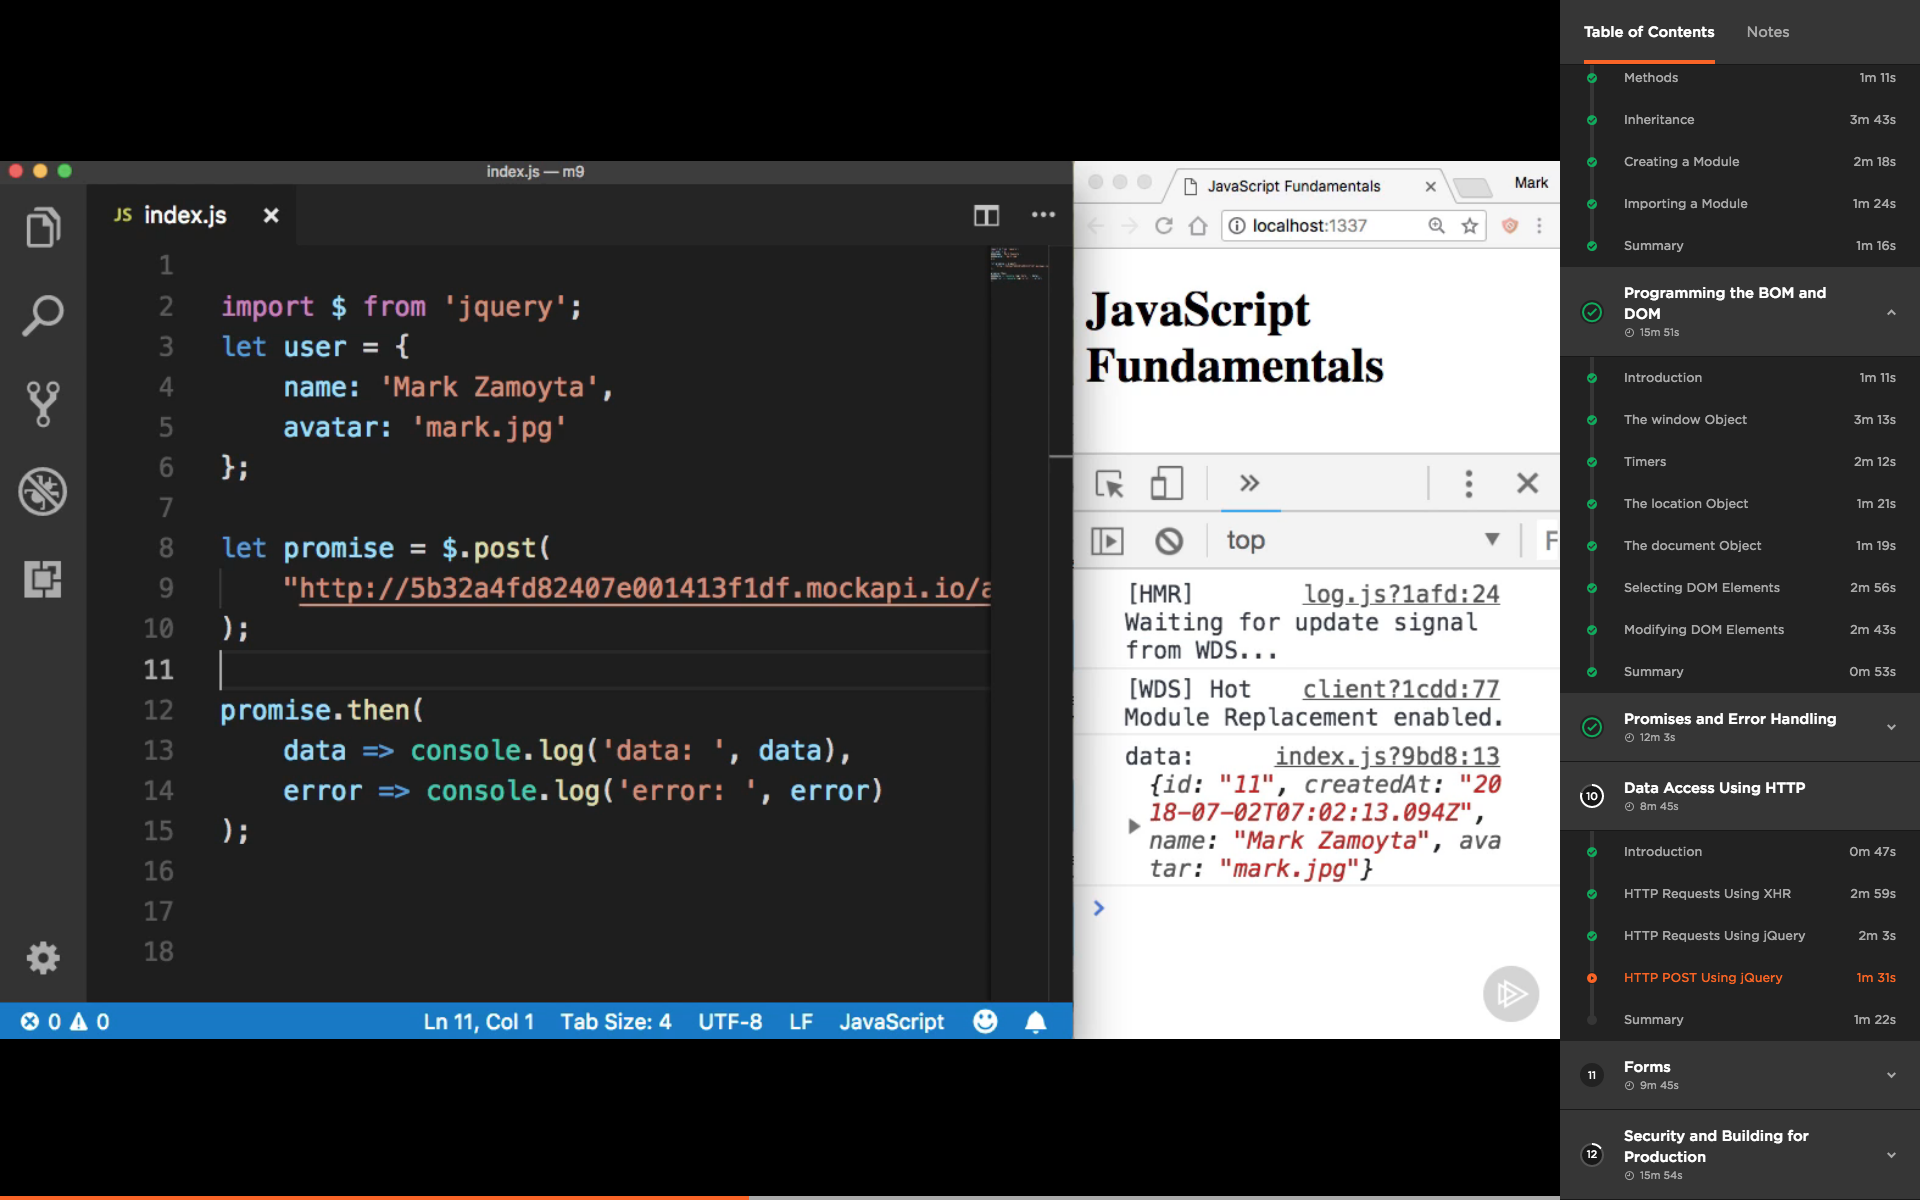 index.js — m9
JS index.js
1
2 import $ from 'jquery';
3 let user = {
4 name: 'Mark Zamoyta',
5 avatar: 'mark.jpg'
6 };
7
8 let promise = $.post(
9 "http://5b32a4fd82407e001413f1df.mockapi.io/a
10 );
11
12 promise.then(
13 data => console.log('data: ', data),
14 error => console.log('error: ', error)
15 );
16
17
18
0 0 Ln 11, Col 1 Tab Size: 4 UTF-8 LF JavaScript
JavaScript Fundamentals Mark
localhost:1337
JavaScript
Fundamentals
top F
[HMR] log.js?1afd:24
Waiting for update signal
from WDS...
[WDS] Hot client?1cdd:77
Module Replacement enabled.
data: index.js?9bd8:13
{id: "11", createdAt: "20
18-07-02T07:02:13.094Z",
name: "Mark Zamoyta", ava
tar: "mark.jpg"}
Table of Contents Notes
Methods 1m 11s
Inheritance 3m 43s
Creating a Module 2m 18s
Importing a Module 1m 24s
Summary 1m 16s
Programming the BOM and
DOM
15m 51s
Introduction 1m 11s
The window Object 3m 13s
Timers 2m 12s
The location Object 1m 21s
The document Object 1m 19s
Selecting DOM Elements 2m 56s
Modifying DOM Elements 2m 43s
Summary 0m 53s
Promises and Error Handling
12m 3s
10 Data Access Using HTTP
8m 45s
Introduction 0m 47s
HTTP Requests Using XHR 2m 59s
HTTP Requests Using jQuery 2m 3s
HTTP POST Using jQuery 1m 31s
Summary 1m 22s
11 Forms
9m 45s
12 Security and Building for
Production
15m 54s